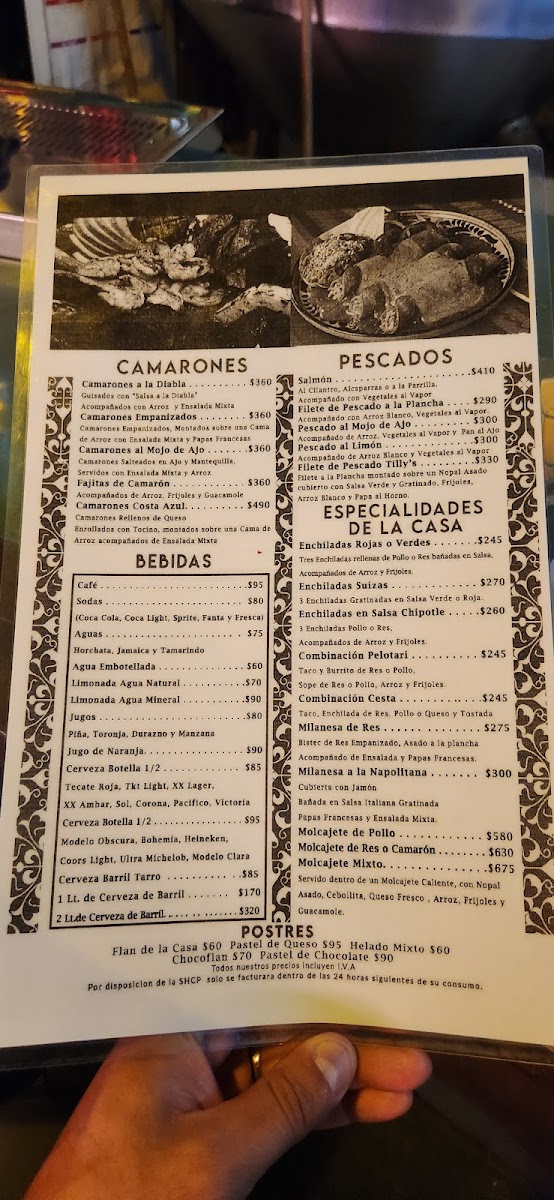 CAMARONES
Camarones a la Diabla . . . . . . . . . $360
Guisados con "Salsa a la Diabla"
Acompañados con Arroz y Ensalada Mixta
Camarones Empanizados . . . . . . . . $360
Camarones Empanizados, Montados sobre una Cama
de Arroz con Ensalada Mixta y Papas Francesas
Camarones al Mojo de Ajo . . . . . . .$360
Camarones Salteados en Ajo y Mantequilla,
Servidos con Ensalada Mixta y Arroz
Fajitas de Camarón . . . . . . . . . . . . $360
Acompañados de Arroz, Frijoles y Guacamole
Camarones Costa Azul. . . . . . . . . . $490
Camarones Rellenos de Queso
Enrollados con Tocino, montados sobre una Cama de
Arroz acompañados de Ensalada Mixta
BEBIDAS
Café . . . . . . . . . . . . . . . . . . . . . . . .$95
Sodas . . . . . . . . . . . . . . . . . . . . . . . $80
(Coca Cola, Coca Light, Sprite, Fanta y Fresca)
Aguas . . . . . . . . . . . . . . . . . . . . . . . $75
Horchata, Jamaica y Tamarindo
Agua Embotellada . . . . . . . . . . . . . $60
Limonada Agua Natural . . . . . . . . . .$70
Limonada Agua Mineral . . . . . . . . . .$90
Jugos . . . . . . . . . . . . . . . . . . . . . . .$80
Piña, Toronja, Durazno y Manzana
Jugo de Naranja. . . . . . . . . . . . . . . $90
Cerveza Botella 1/2 . . . . . . . . . . . . . $85
Tecate Roja, Tkt Light, XX Lager,
XX Ambar, Sol, Corona, Pacifico, Victoria
Cerveza Botella 1/2 . . . . . . . . . . . . . .$95
Modelo Obscura, Bohemia, Heineken,
Coors Light, Ultra Michelob, Modelo Clara
Cerveza Barril Tarro . . . . . . . . . . . .$85
1 Lt. de Cerveza de Barril . . . . . . . $170
2 Lt.de Cerveza de Barril. . . . . . . . . . $320
PESCADOS
Salmón . . . . . . . . . . . . . . . . . . . . .$410
Al Cilantro, Alcaparras o a la Parrilla,
Acompañado con Vegetales al Vapor
Filete de Pescado a la Plancha . . . . $290
Acompañado con Arroz Blanco, Vegetales al Vapor.
Pescado al Mojo de Ajo . . . . . . . . . $300
Acompañado de Arroz, Vegetales al Vapor y Pan al Ajo
Pescado al Limón . . . . . . . . . . . . . .$300
Acompañado de Arroz Blanco y Vegetales al Vapor
Filete de Pescado Tilly's . . . . . . . . .$330
Filete a la Plancha montado sobre un Nopal Asado
cubierto con Salsa Verde y Gratinado, Frijoles,
Arroz Blanco y Papa al Horno.
ESPECIALIDADES
DE LA CASA
Enchiladas Rojas o Verdes . . . . . . .$245
Tres Enchiladas rellenas de Pollo o Res bañadas en Salsa,
Acompañados de Arroz y Frijoles.
Enchiladas Suizas . . . . . . . . . . . . . $270
3 Enchiladas Gratinadas en Salsa Verde o Roja.
Enchiladas en Salsa Chipotle . . . . .$260
3 Enchiladas Pollo o Res,
Acompañados de Arroz y Frijoles.
Combinación Pelotari . . . . . . . . . . . $245
Taco y Burrito de Res o Pollo,
Sope de Res o Pollo, Arroz y Frijoles.
Combinación Cesta . . . . . . . . . . . . .$245
Taco, Enchilada de Res, Pollo o Queso y Tostada
Milanesa de Res . . . . . . . . . . . . . . $275
Bistec de Res Empanizado, Asado a la plancha
Acompañado de Ensalada y Papas Francesas.
Milanesa a la Napolitana . . . . . . . $300
Cubierta con Jamón
Bañada en Salsa Italiana Gratinada
Papas Francesas y Ensalada Mixta.
Molcajete de Pollo . . . . . . . . . . . . $580
Molcajete de Res o Camarón . . . . . . . .$630
Molcajete Mixto. . . . . . . . . . . . . . .$675
Servido dentro de un Molcajete Caliente, con Nopal
Asado, Cebollita, Queso Fresco , Arroz, Frijoles y
Guacamole.
POSTRES
Flan de la Casa $60 Pastel de Queso $95 Helado Mixto $60
Chocoflan $70 Pastel de Chocolate $90
Todos nuestros precios incluyen I.V.A
Por disposicion de la SHCP solo se facturara dentro de las 24 horas siguientes de su consumo.